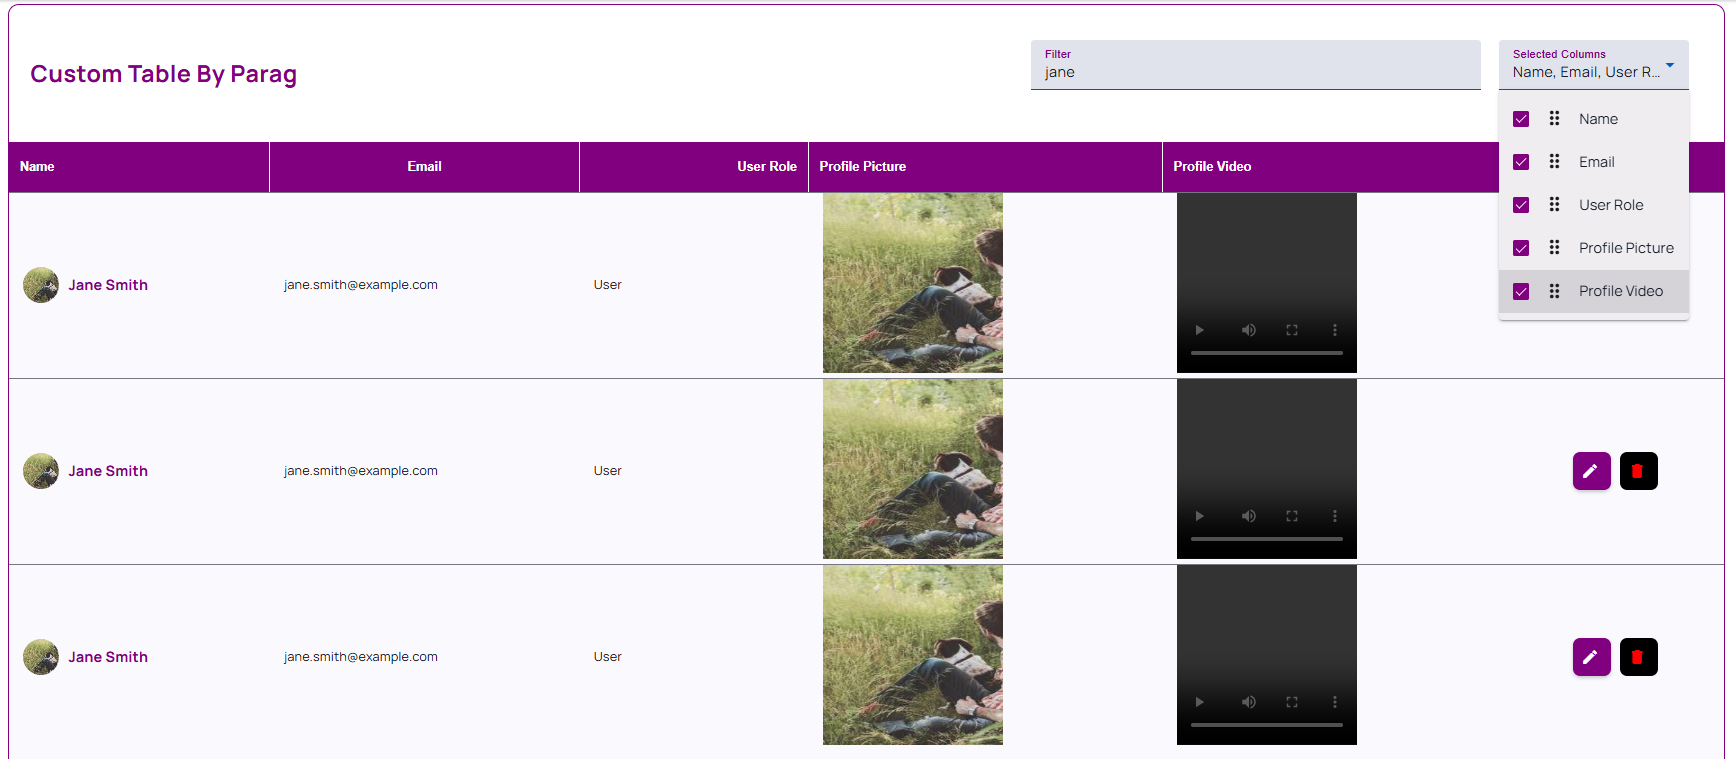 Custom Table By Parag
Filter
jane
Selected Columns
Name, Email, User R...
Name
Email
User Role
Profile Picture
Profile Video
Name Email User Role Profile Picture Profile Video
Jane Smith jane.smith@example.com User
Jane Smith jane.smith@example.com User
Jane Smith jane.smith@example.com User